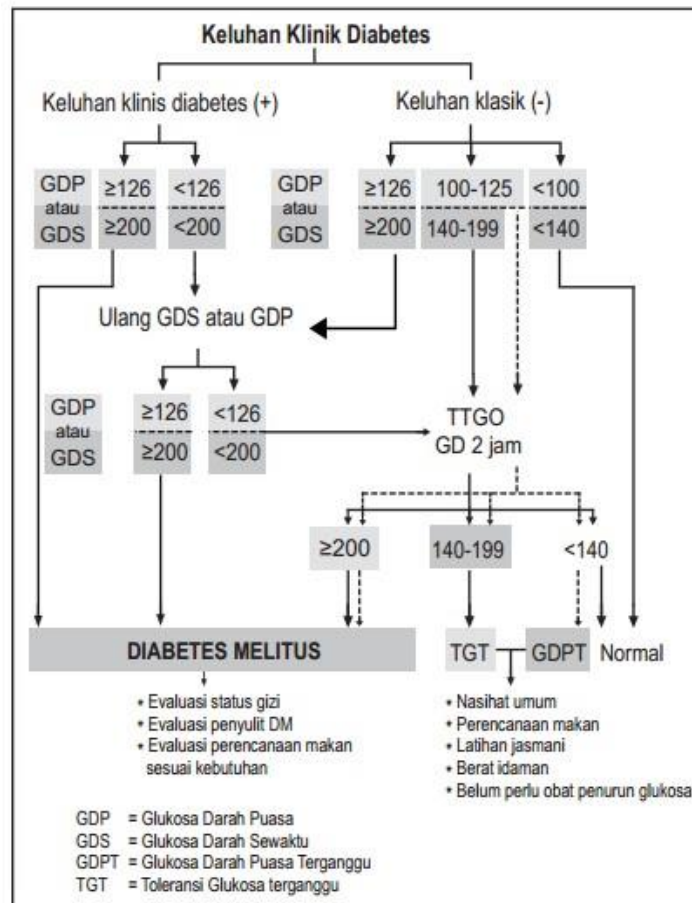 Keluhan Klinik Diabetes
Keluhan klinis diabetes (+)
Keluhan klasik (-)
GDP
atau
GDS
≥126
<126
≥200
<200
GDP
atau
GDS
≥126
100-125
<100
≥200
140-199
<140
Ulang GDS atau GDP
GDP
atau
GDS
≥126
<126
≥200
<200
TTGO
GD 2 jam
≥200
140-199
<140
DIABETES MELITUS
TGT
GDPT
Normal
* Evaluasi status gizi
* Evaluasi penyulit DM
* Evaluasi perencanaan makan
sesuai kebutuhan
* Nasihat umum
* Perencanaan makan
* Latihan jasmani
* Berat idaman
* Belum perlu obat penurun glukosa
GDP = Glukosa Darah Puasa
GDS = Glukosa Darah Sewaktu
GDPT = Glukosa Darah Puasa Terganggu
TGT = Toleransi Glukosa terganggu